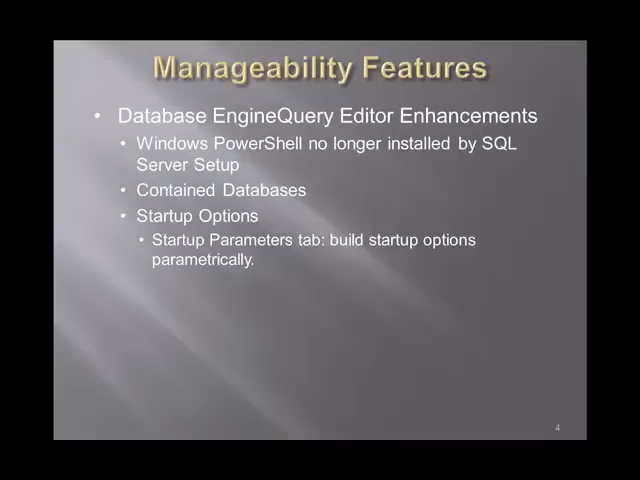 Manageability Features
• Database EngineQuery Editor Enhancements
• Windows PowerShell no longer installed by SQL
Server Setup
• Contained Databases
• Startup Options
• Startup Parameters tab: build startup options
parametrically.
4